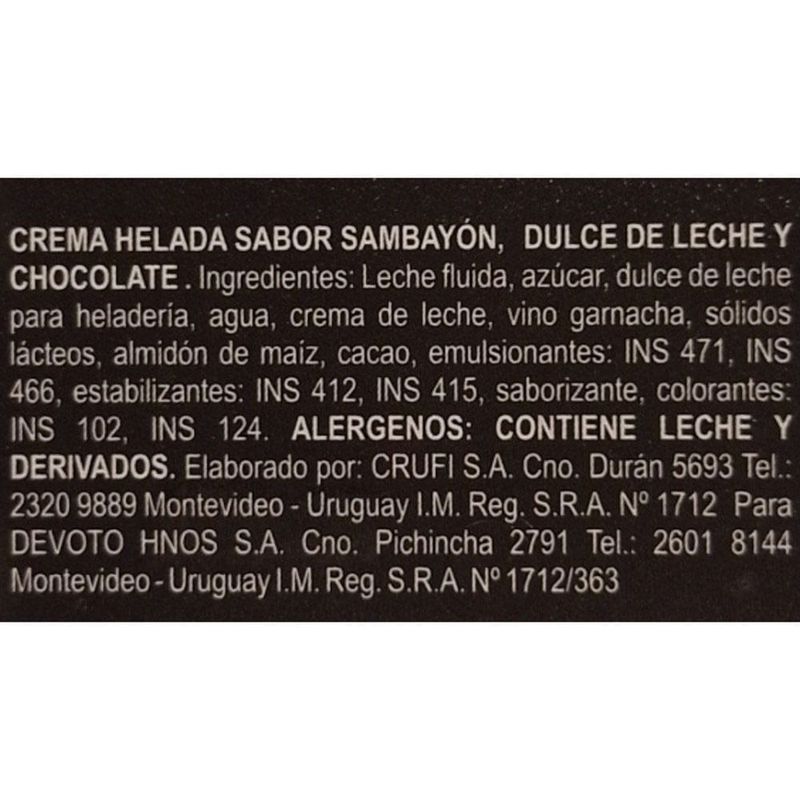 CREMA HELADA SABOR SAMBAYÓN, DULCE DE LECHE Y
CHOCOLATE . Ingredientes: Leche fluida, azúcar, dulce de leche
para heladería, agua, crema de leche, vino garnacha, sólidos
lácteos, almidón de maíz, cacao, emulsionantes: INS 471, INS
466, estabilizantes: INS 412, INS 415, saborizante, colorantes:
INS 102, INS 124. ALERGENOS: CONTIENE LECHE Y
DERIVADOS. Elaborado por: CRUFI S.A. Cno. Durán 5693 Tel.:
2320 9889 Montevideo - Uruguay I.M. Reg. S.R.A. Nº 1712 Para
DEVOTO HNOS S.A. Cno. Pichincha 2791 Tel.: 2601 8144
Montevideo - Uruguay I.M. Reg. S.R.A. Nº 1712/363